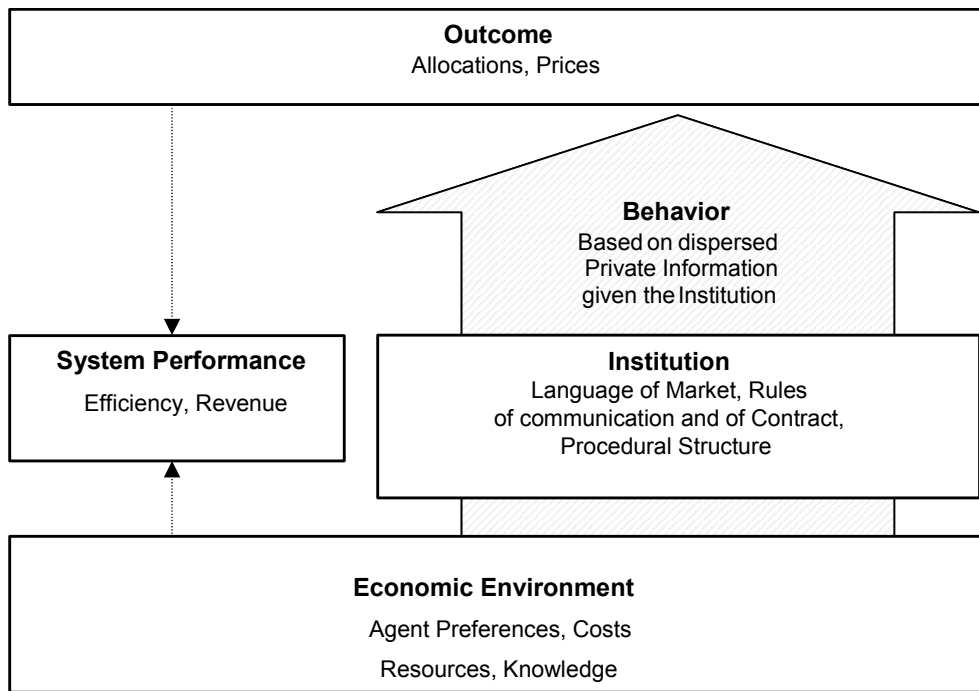 Outcome
Allocations, Prices
Behavior
Based on dispersed
Private Information
given the Institution
System Performance
Efficiency, Revenue
Institution
Language of Market, Rules
of communication and of Contract,
Procedural Structure
Economic Environment
Agent Preferences, Costs
Resources, Knowledge